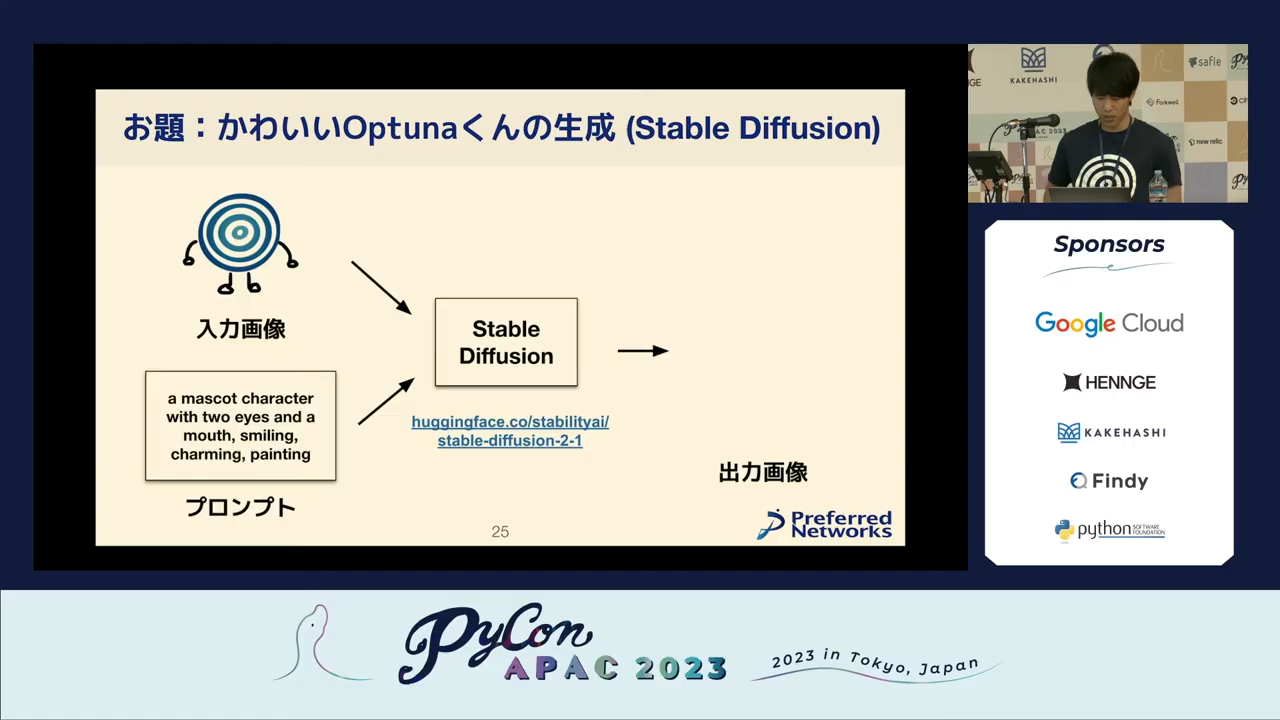 お題：かわいいOptunaくんの生成 (Stable Diffusion)
入力画像
a mascot character
with two eyes and a
mouth, smiling,
charming, painting
プロンプト
Stable
Diffusion
huggingface.co/stabilityai/
stable-diffusion-2-1
出力画像
25
Preferred
Networks
KAKEHASHI
safie
Forkwell
new relic
Sponsors
Google Cloud
HENNGE
KAKEHASHI
Findy
python SOFTWARE FOUNDATION
PyCon
APAC 2023
2023 in Tokyo, Japan